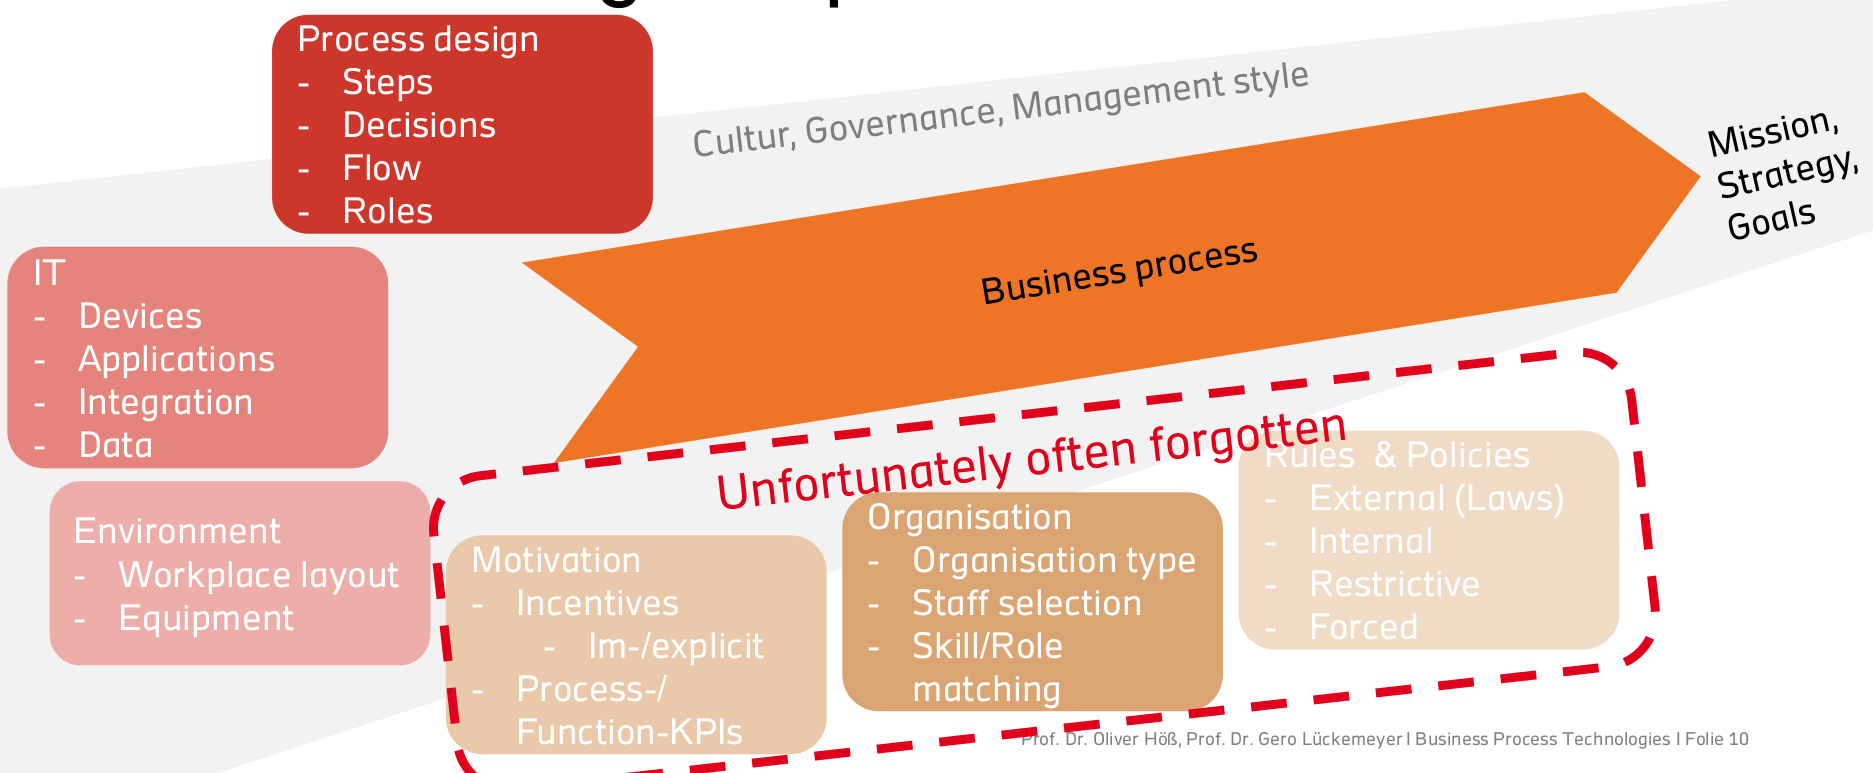 Process design
- Steps
- Decisions
- Flow
- Roles
Cultur, Governance, Management style
Mission,
Strategy,
Goals
Business process
IT
- Devices
- Applications
- Integration
- Data
Environment
- Workplace layout
- Equipment
Unfortunately often forgotten
Motivation
- Incentives
- Im-/explicit
- Process-/
Function-KPIs
Organisation
- Organisation type
- Staff selection
- Skill/Role
matching
Rules & Policies
- External (Laws)
- Internal
- Restrictive
- Forced
Prof. Dr. Oliver Höß, Prof. Dr. Gero Lückemeyer I Business Process Technologies I Folie 10